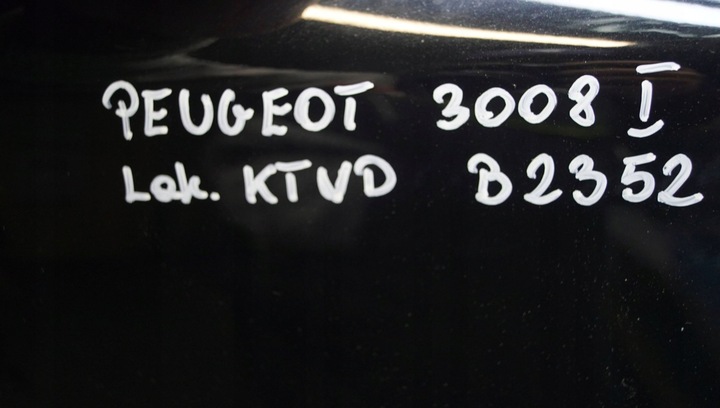 PEUGEOT 3008 I
Lak. KTVD B2352